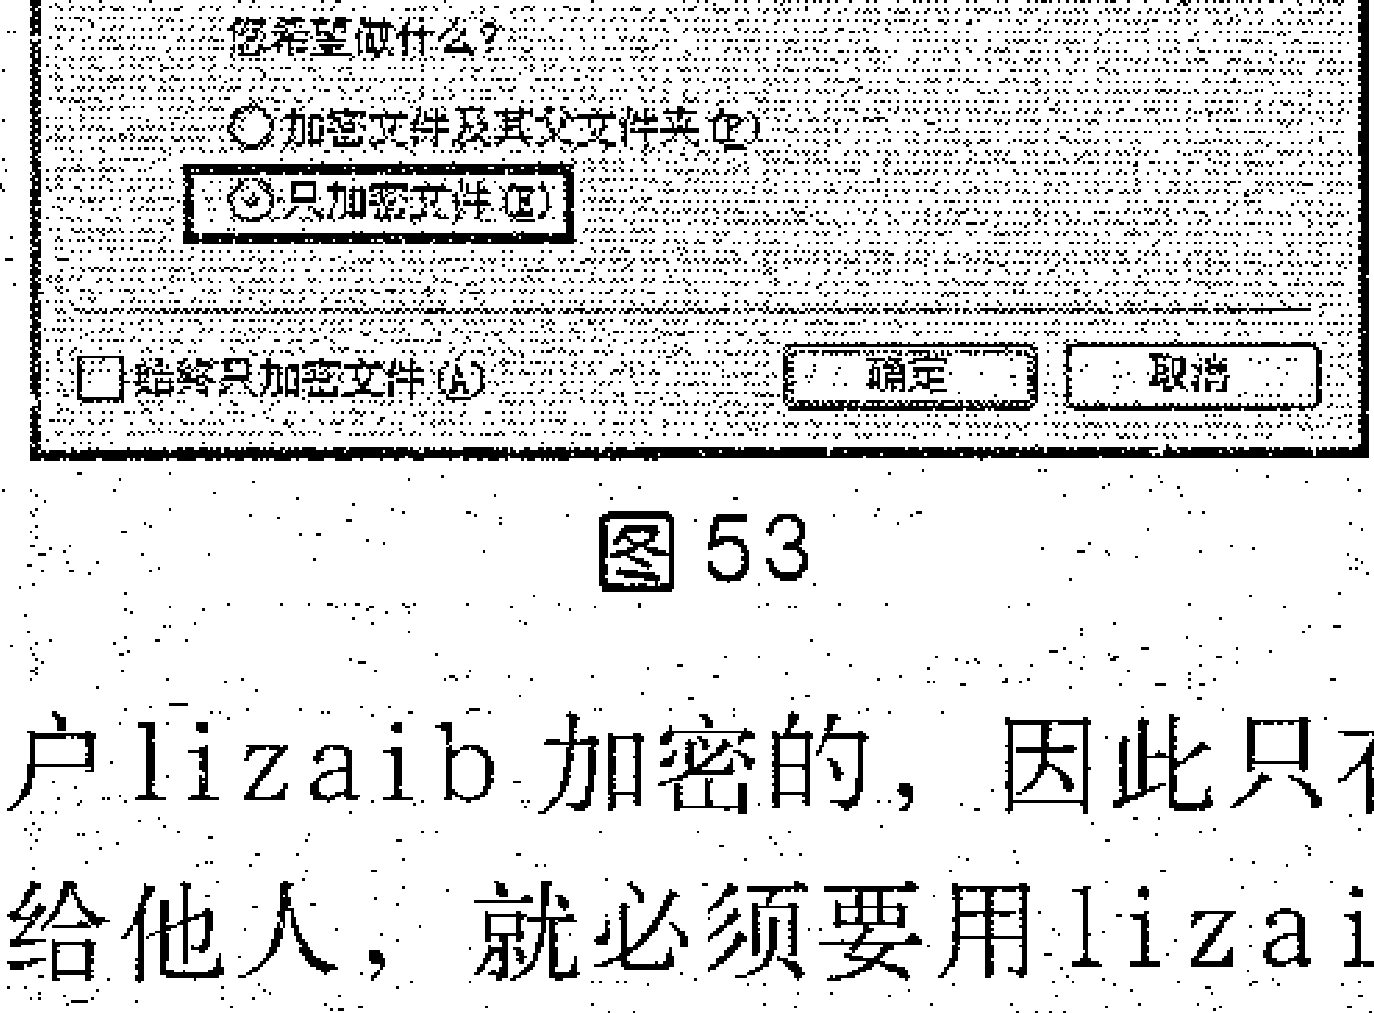 您希望做什么?
加密文件及其父文件夹(P)
只加密文件(E)
始终只加密文件(A)
确定
取消
图 53
户lizaib加密的，因此只
给他人，就必须要用lizai